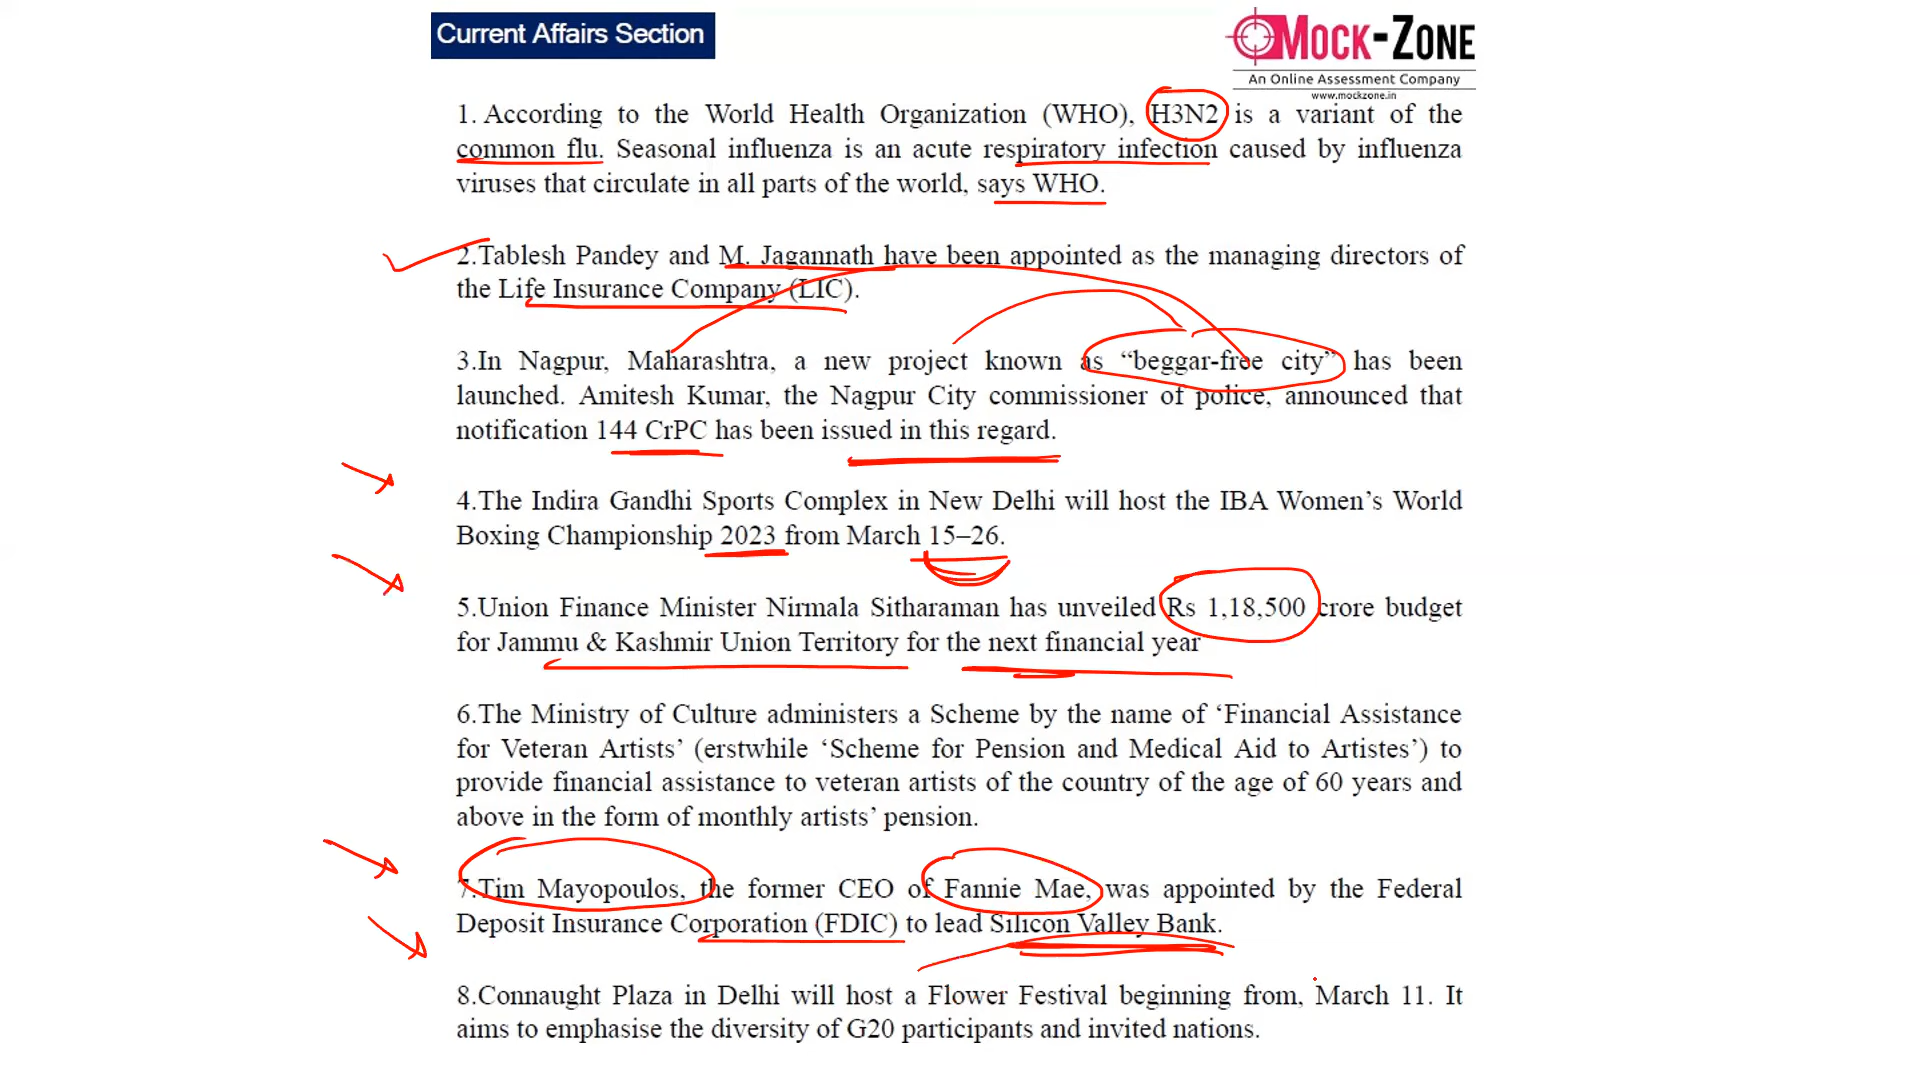 Current Affairs Section
MOCK-ZONE
An Online Assessment Company
www.mockzone.in
1. According to the World Health Organization (WHO), H3N2 is a variant of the
common flu. Seasonal influenza is an acute respiratory infection caused by influenza
viruses that circulate in all parts of the world, says WHO.
2.Tablesh Pandey and M. Jagannath have been appointed as the managing directors of
the Life Insurance Company (LIC).
3.In Nagpur, Maharashtra, a new project known as “beggar-free city” has been
launched. Amitesh Kumar, the Nagpur City commissioner of police, announced that
notification 144 CrPC has been issued in this regard.
4.The Indira Gandhi Sports Complex in New Delhi will host the IBA Women’s World
Boxing Championship 2023 from March 15–26.
5.Union Finance Minister Nirmala Sitharaman has unveiled Rs 1,18,500 crore budget
for Jammu & Kashmir Union Territory for the next financial year
6.The Ministry of Culture administers a Scheme by the name of ‘Financial Assistance
for Veteran Artists’ (erstwhile ‘Scheme for Pension and Medical Aid to Artistes’) to
provide financial assistance to veteran artists of the country of the age of 60 years and
above in the form of monthly artists’ pension.
7.Tim Mayopoulos, the former CEO of Fannie Mae, was appointed by the Federal
Deposit Insurance Corporation (FDIC) to lead Silicon Valley Bank.
8.Connaught Plaza in Delhi will host a Flower Festival beginning from, March 11. It
aims to emphasise the diversity of G20 participants and invited nations.